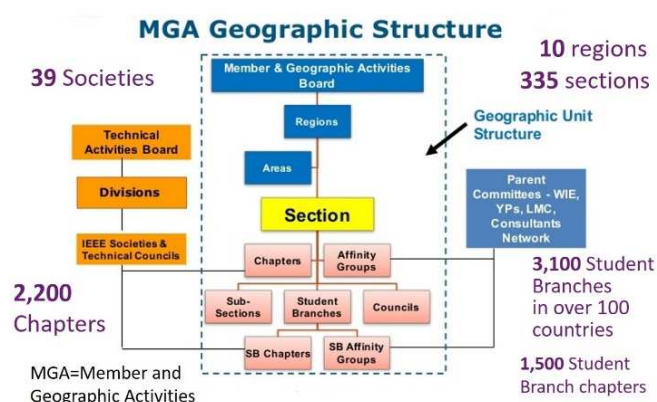 MGA Geographic Structure
39 Societies
10 regions
335 sections
Member & Geographic Activities
Board
Regions
Areas
Section
Geographic Unit
Structure
Technical
Activities Board
Divisions
IEEE Societies &
Technical Councils
Parent
Committees - WIE,
YPs, LMC,
Consultants
Network
Chapters
Affinity
Groups
Sub-
Sections
Student
Branches
Councils
SB Chapters
SB Affinity
Groups
2,200
Chapters
3,100 Student
Branches
in over 100
countries
1,500 Student
Branch chapters
MGA=Member and
Geographic Activities